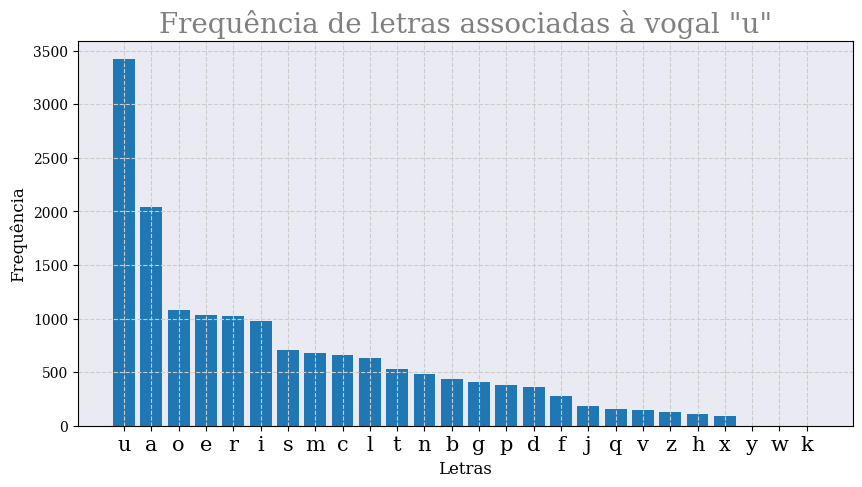 Frequência de letras associadas à vogal "u"
3500
3000
2500
2000
1500
1000
500
0
Frequência
u a o e r i s m c l t n b g p d f j q v z h x y w k
Letras